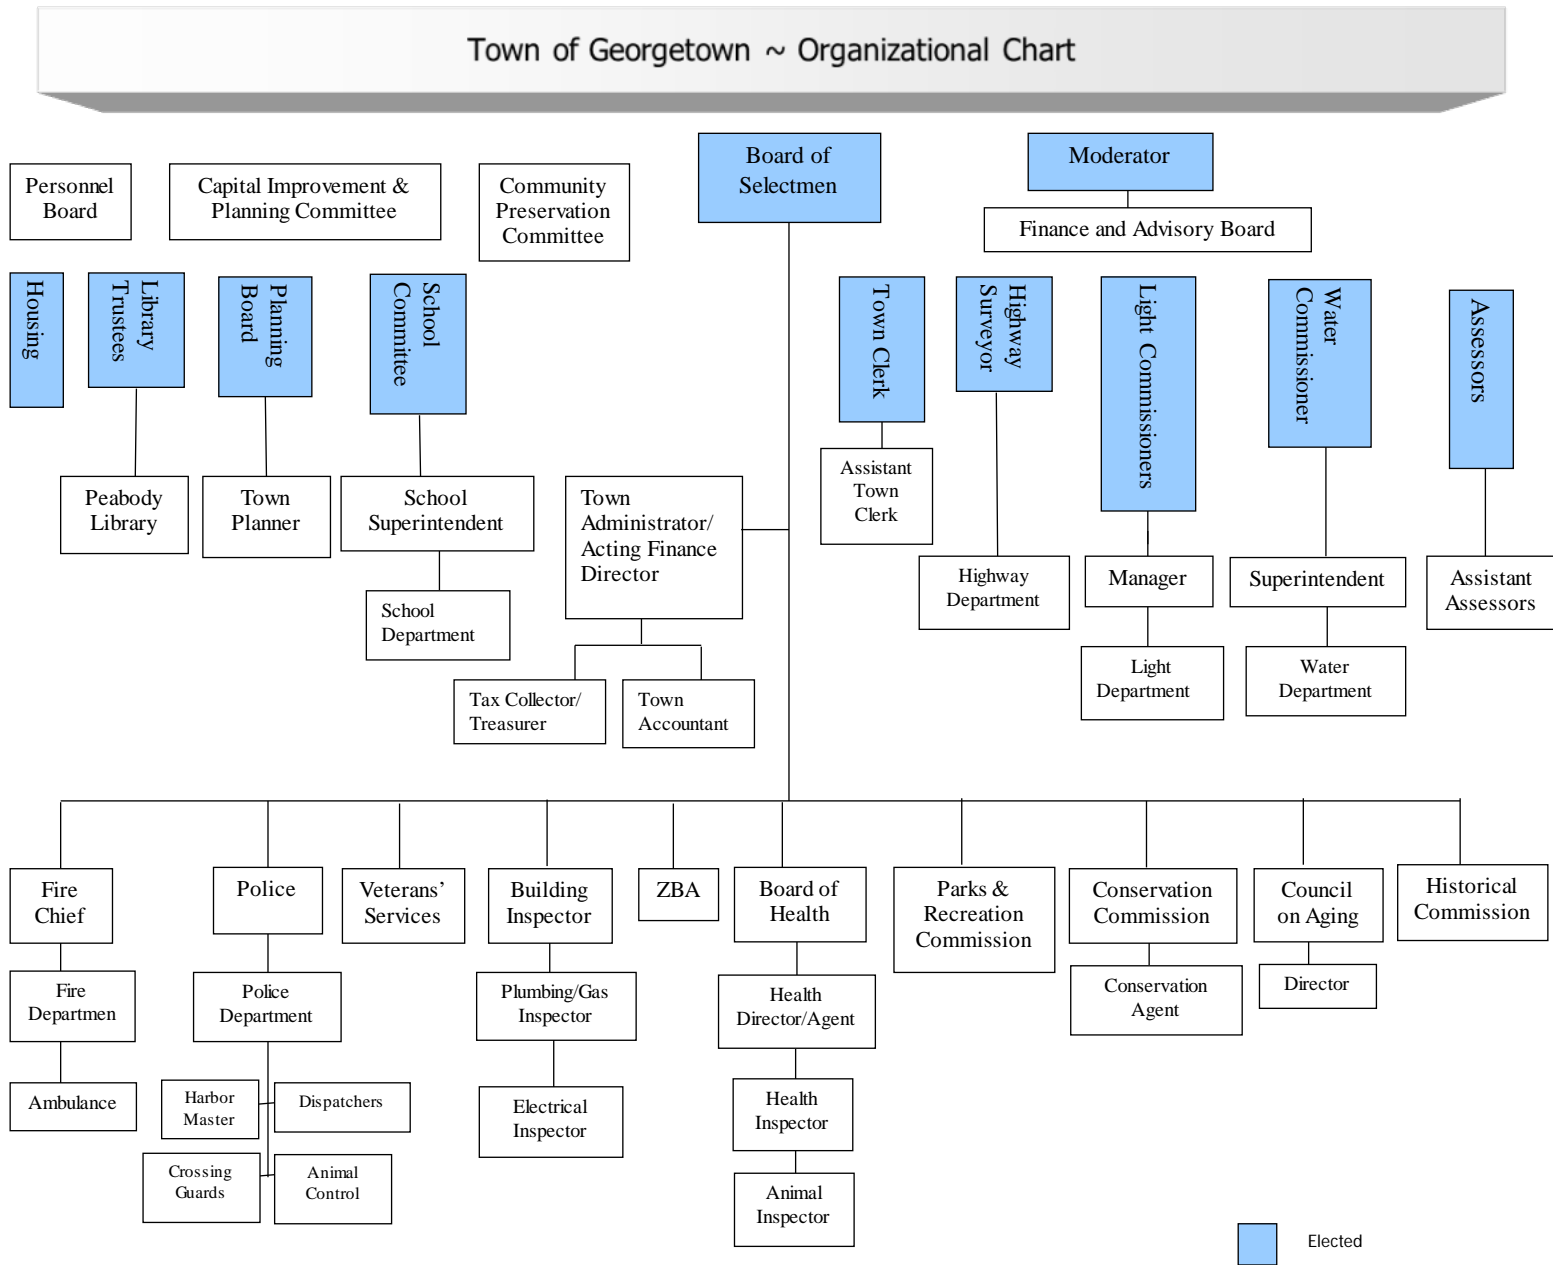 Town of Georgetown ~ Organizational Chart
Board of
Selectmen
Moderator
Personnel
Board
Capital Improvement &
Planning Committee
Community
Preservation
Committee
Finance and Advisory Board
Housing
Library
Trustees
Planning
Board
School
Committee
Town Clerk
Highway
Surveyor
Light Commissioners
Water
Commissioner
Assessors
Peabody
Library
Town
Planner
School
Superintendent
Town
Administrator/
Acting Finance
Director
Assistant
Town
Clerk
Highway
Department
Manager
Superintendent
Assistant
Assessors
School
Department
Light
Department
Water
Department
Tax Collector/
Treasurer
Town
Accountant
Fire
Chief
Police
Veterans’
Services
Building
Inspector
ZBA
Board of
Health
Parks &
Recreation
Commission
Conservation
Commission
Council
on Aging
Historical
Commission
Fire
Departmen
Police
Department
Plumbing/Gas
Inspector
Health
Director/Agent
Conservation
Agent
Director
Ambulance
Harbor
Master
Dispatchers
Electrical
Inspector
Health
Inspector
Crossing
Guards
Animal
Control
Animal
Inspector
Elected